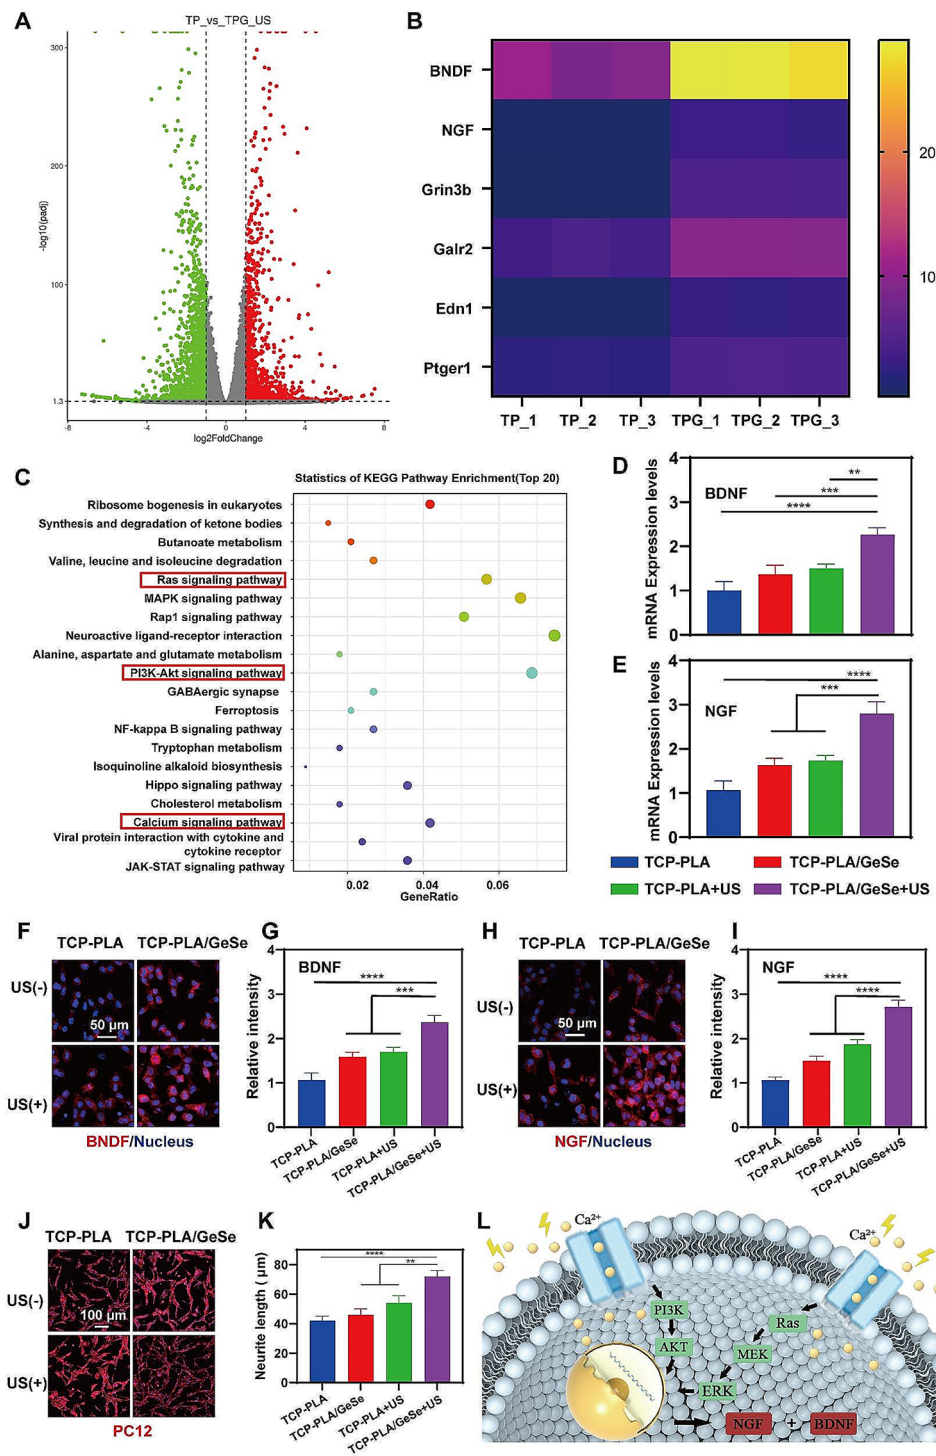 A
TP_vs_TPG_US
-log10(padj)
300
200
100
1.3
-8
-4
0
4
8
log2FoldChange
B
BNDF
NGF
Grin3b
Galr2
Edn1
Ptger1
TP_1
TP_2
TP_3
TPG_1
TPG_2
TPG_3
20
10
C
Statistics of KEGG Pathway Enrichment(Top 20)
Ribosome bogenesis in eukaryotes
Synthesis and degradation of ketone bodies
Butanoate metabolism
Valine, leucine and isoleucine degradation
Ras signaling pathway
MAPK signaling pathway
Rap1 signaling pathway
Neuroactive ligand-receptor interaction
Alanine, aspartate and glutamate metabolism
PI3K-Akt signaling pathway
GABAergic synapse
Ferroptosis
NF-kappa B signaling pathway
Tryptophan metabolism
Isoquinoline alkaloid biosynthesis
Hippo signaling pathway
Cholesterol metabolism
Calcium signaling pathway
Viral protein interaction with cytokine and
cytokine receptor
JAK-STAT signaling pathway
0.02
0.04
0.06
GeneRatio
D
BDNF
mRNA Expression levels
4
3
2
1
0
**
***
****
E
NGF
mRNA Expression levels
4
3
2
1
0
****
***
TCP-PLA
TCP-PLA/GeSe
TCP-PLA+US
TCP-PLA/GeSe+US
F
TCP-PLA
TCP-PLA/GeSe
US(-)
50 μm
US(+)
BNDF/Nucleus
G
BDNF
Relative intensity
4
3
2
1
0
****
***
TCP-PLA
TCP-PLA/GeSe
TCP-PLA+US
TCP-PLA/GeSe+US
H
TCP-PLA
TCP-PLA/GeSe
US(-)
50 μm
US(+)
NGF/Nucleus
I
NGF
Relative intensity
4
3
2
1
0
****
****
TCP-PLA
TCP-PLA/GeSe
TCP-PLA+US
TCP-PLA/GeSe+US
J
TCP-PLA
TCP-PLA/GeSe
US(-)
100 μm
US(+)
PC12
K
Neurite length ( μm)
80
60
40
20
0
****
**
TCP-PLA
TCP-PLA/GeSe
TCP-PLA+US
TCP-PLA/GeSe+US
L
Ca²⁺
Ca²⁺
PI3K
AKT
Ras
MEK
ERK
NGF
+
BDNF